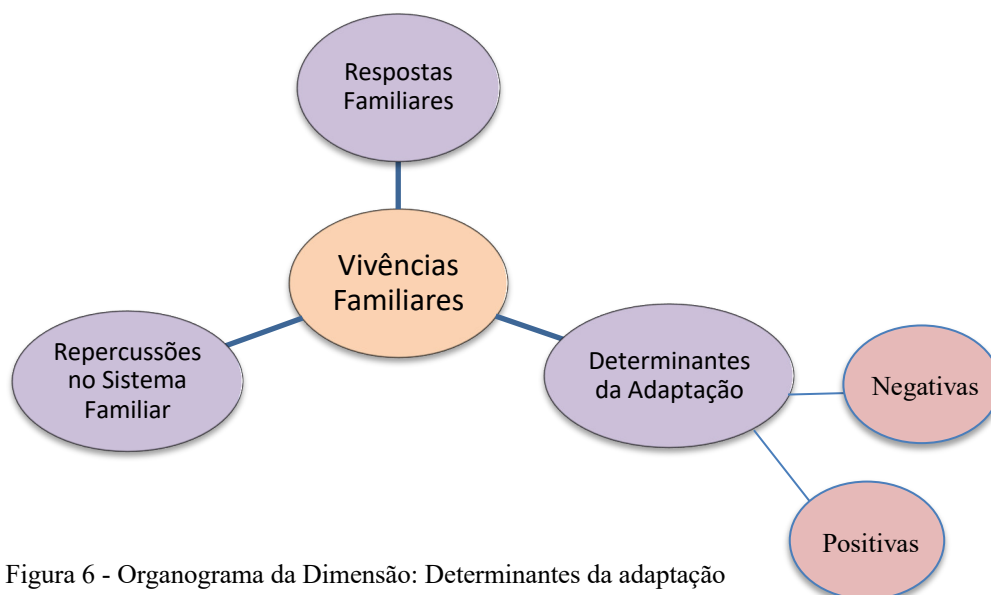 Respostas
Familiares
Vivências
Familiares
Repercussões
no Sistema
Familiar
Determinantes
da Adaptação
Negativas
Positivas
Figura 6 - Organograma da Dimensão: Determinantes da adaptação